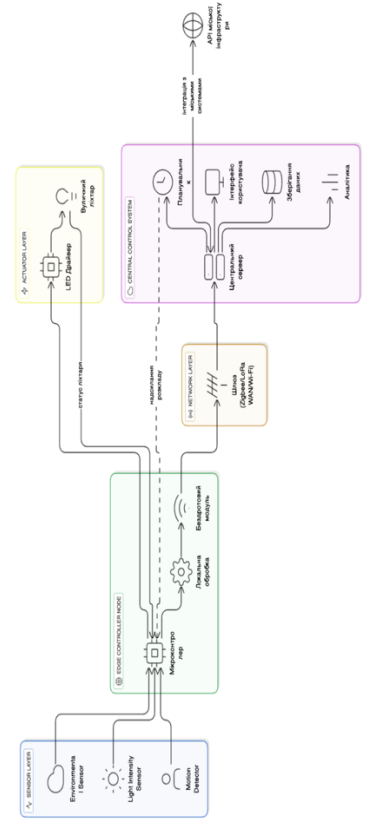 SENSOR LAYER
Environmenta
l Sensor
Light Intensity
Sensor
Motion
Detector
EDGE CONTROLLER NODE
Мікроконтро
лер
Локальна
обробка
Бездротовий
модуль
ACTUATOR LAYER
LED Драйвер
Вуличний
ліхтар
статус ліхтаря
надсилання
розкладу
((•)) NETWORK LAYER
Шлюз
(Zigbee/LoRa
WAN/Wi-Fi)
CENTRAL CONTROL SYSTEM
Центральний
сервер
Планувальни
к
Інтерфейс
користувача
Зберігання
даних
Аналітика
Інтеграція з
міськими
системами
API міської
інфраструкту
ри